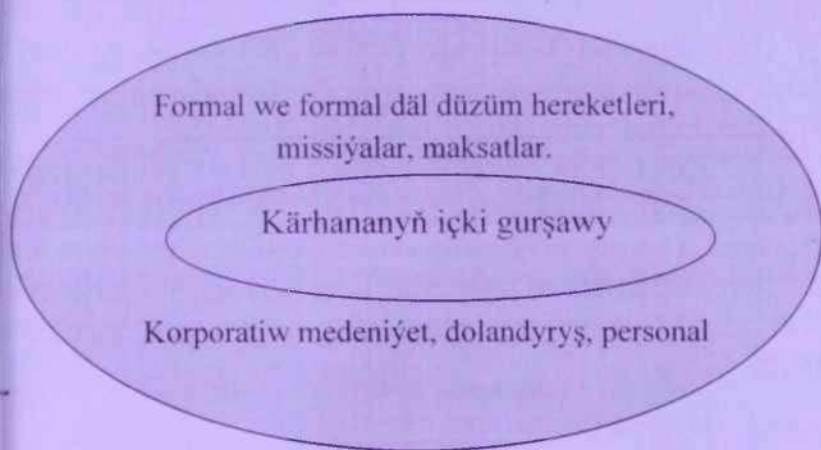 Formal we formal däl düzüm hereketleri,
missiýalar, maksatlar.
Kärhananyň içki gurşawy
Korporatiw medeniýet, dolandyryş, personal